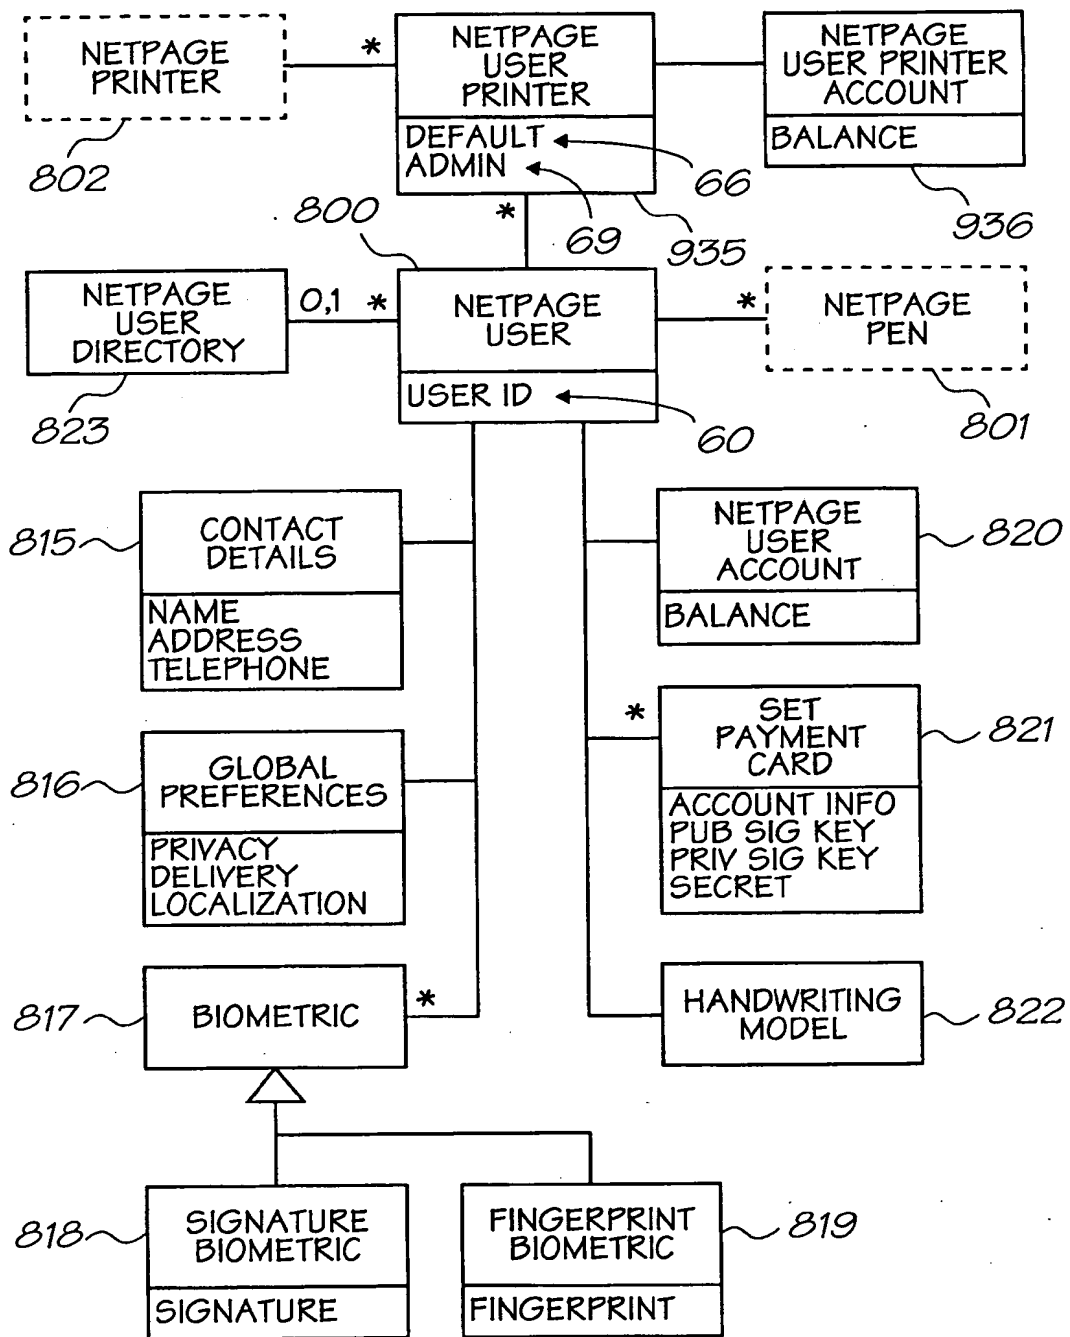 NETPAGE
PRINTER
802
*
NETPAGE
USER
PRINTER
DEFAULT
ADMIN
66
69
935
NETPAGE
USER PRINTER
ACCOUNT
BALANCE
936
*
800
NETPAGE
USER
DIRECTORY
823
0,1
*
NETPAGE
USER
USER ID
60
*
NETPAGE
PEN
801
815
CONTACT
DETAILS
NAME
ADDRESS
TELEPHONE
NETPAGE
USER
ACCOUNT
BALANCE
820
816
GLOBAL
PREFERENCES
PRIVACY
DELIVERY
LOCALIZATION
*
SET
PAYMENT
CARD
ACCOUNT INFO
PUB SIG KEY
PRIV SIG KEY
SECRET
821
817
BIOMETRIC
*
HANDWRITING
MODEL
822
818
SIGNATURE
BIOMETRIC
SIGNATURE
FINGERPRINT
BIOMETRIC
FINGERPRINT
819